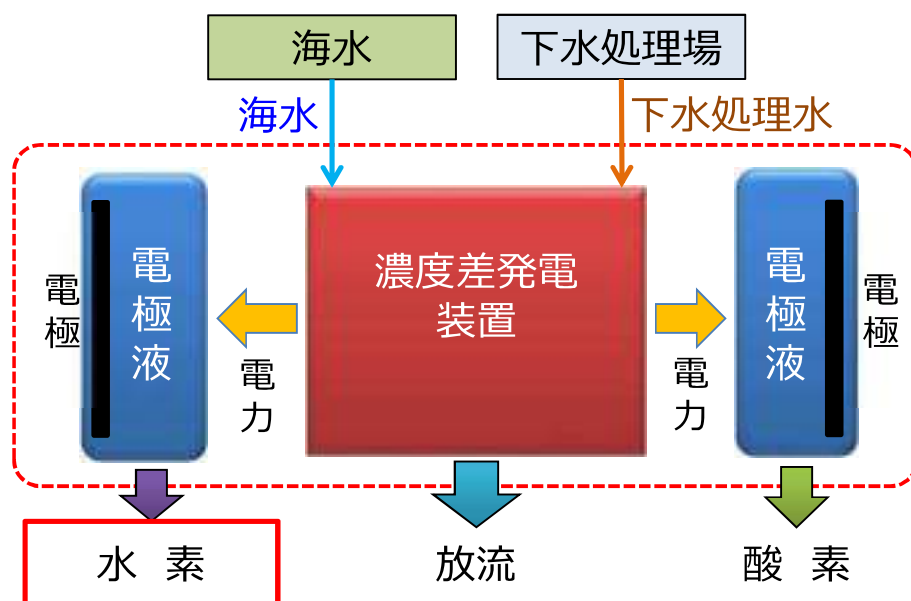 海水
下水処理場
海水
下水処理水
電極
電極液
濃度差発電
装置
電極液
電極
電力
電力
水 素
放流
酸 素